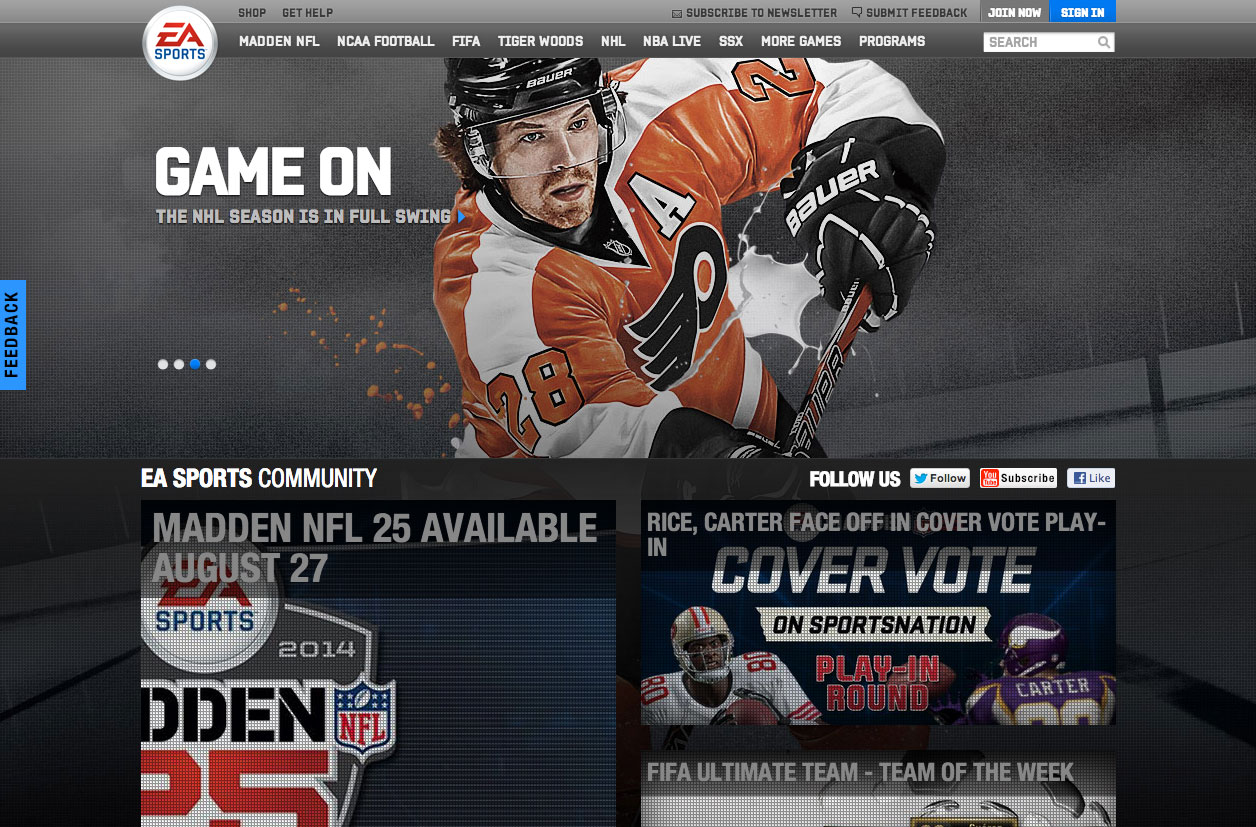 SHOP GET HELP SUBSCRIBE TO NEWSLETTER SUBMIT FEEDBACK JOIN NOW SIGN IN
EA
SPORTS
MADDEN NFL NCAA FOOTBALL FIFA TIGER WOODS NHL NBA LIVE SSX MORE GAMES PROGRAMS SEARCH
BAUER
2
GAME ON
THE NHL SEASON IS IN FULL SWING
A
BAUER
NHL
28
FEEDBACK
EA SPORTS COMMUNITY
FOLLOW US Follow You Tube Subscribe f Like
MADDEN NFL 25 AVAILABLE
AUGUST 27
EA
SPORTS
2014
DDEN
NFL
25
RICE, CARTER FACE OFF IN COVER VOTE PLAY-
IN
COVER VOTE
ON SPORTSNATION
PLAY-IN
ROUND
80
CARTER
FIFA ULTIMATE TEAM - TEAM OF THE WEEK